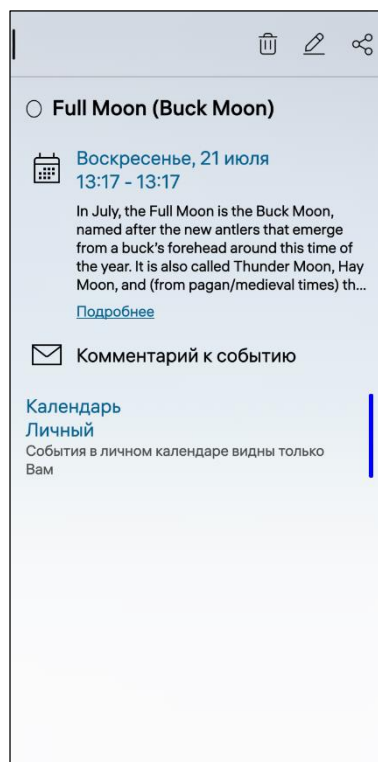 Full Moon (Buck Moon)
Воскресенье, 21 июля
13:17 - 13:17
In July, the Full Moon is the Buck Moon,
named after the new antlers that emerge
from a buck's forehead around this time of
the year. It is also called Thunder Moon, Hay
Moon, and (from pagan/medieval times) th...
Подробнее
Комментарий к событию
Календарь
Личный
События в личном календаре видны только
Вам